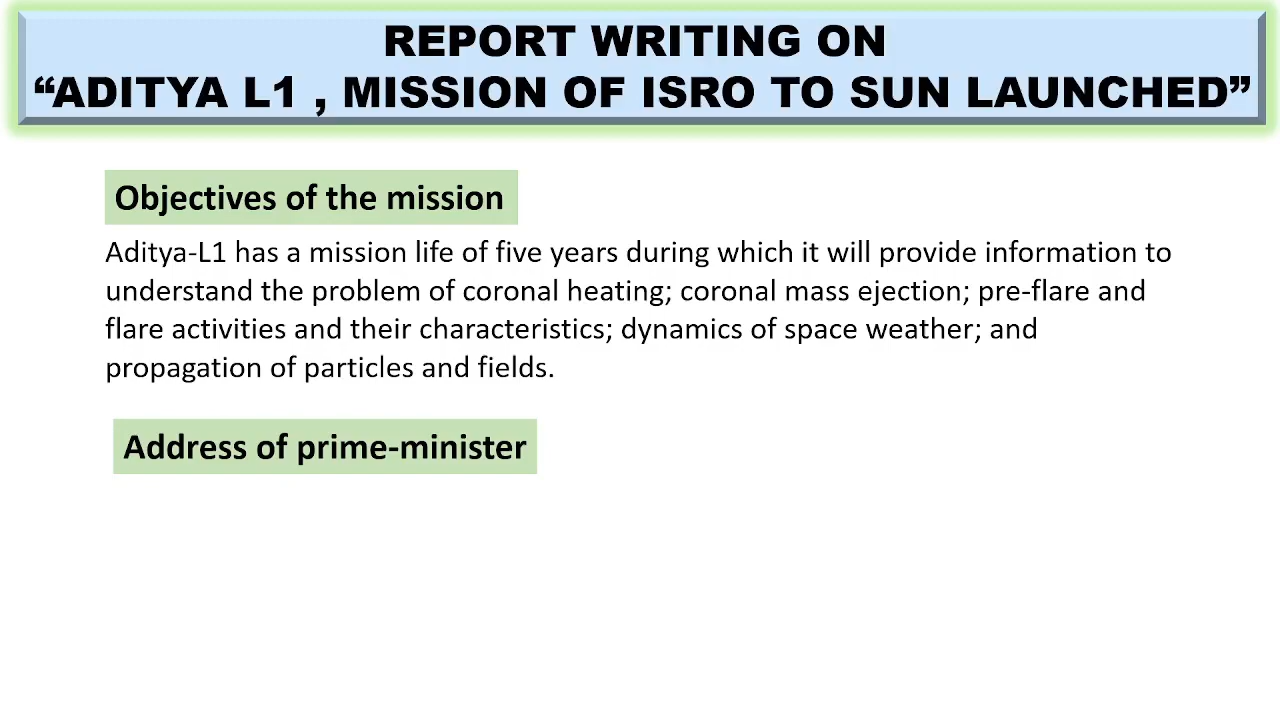 REPORT WRITING ON
“ADITYA L1 , MISSION OF ISRO TO SUN LAUNCHED”
Objectives of the mission
Aditya-L1 has a mission life of five years during which it will provide information to
understand the problem of coronal heating; coronal mass ejection; pre-flare and
flare activities and their characteristics; dynamics of space weather; and
propagation of particles and fields.
Address of prime-minister